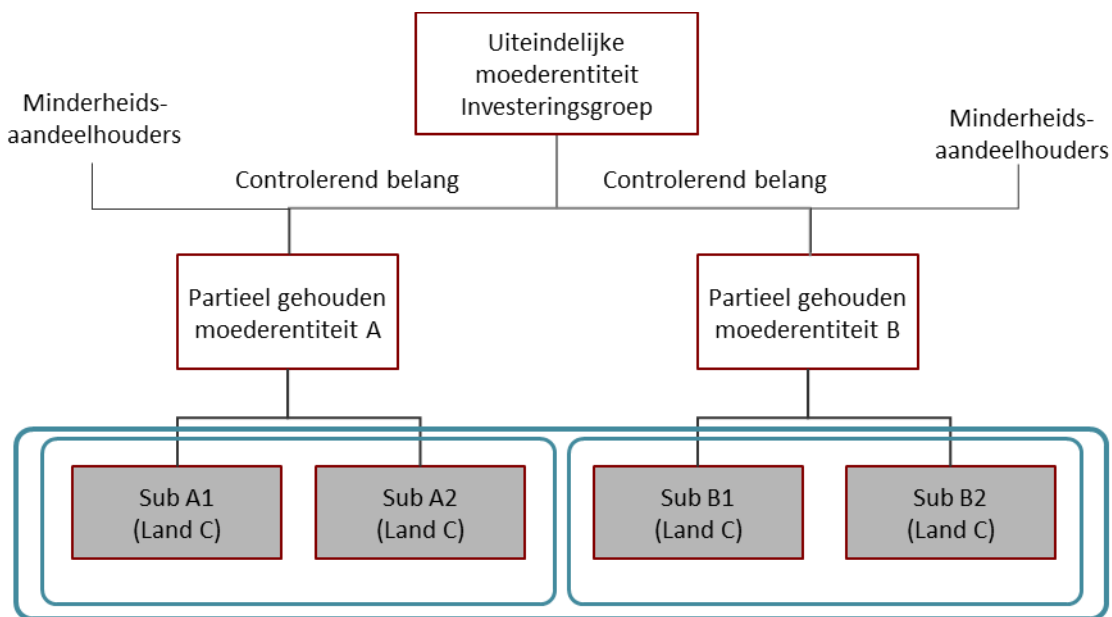 Uiteindelijke
moederentiteit
Investeringsgroep
Minderheids-
aandeelhouders
Minderheids-
aandeelhouders
Controlerend belang
Controlerend belang
Partieel gehouden
moederentiteit A
Partieel gehouden
moederentiteit B
Sub A1
(Land C)
Sub A2
(Land C)
Sub B1
(Land C)
Sub B2
(Land C)